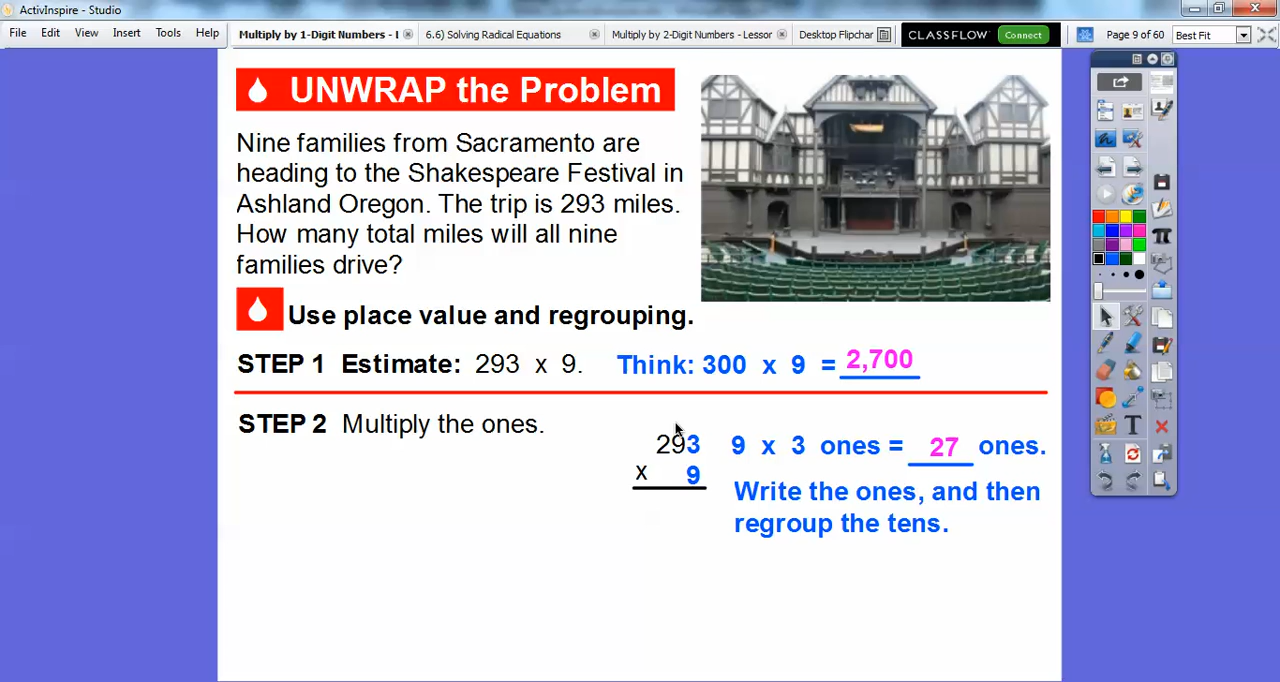 ActivInspire - Studio
File Edit View Insert Tools Help
Multiply by 1-Digit Numbers - L
6.6) Solving Radical Equations
Multiply by 2-Digit Numbers - Lessor
Desktop Flipchar
CLASSFLOW Connect
Page 9 of 60
Best Fit
UNWRAP the Problem
Nine families from Sacramento are
heading to the Shakespeare Festival in
Ashland Oregon. The trip is 293 miles.
How many total miles will all nine
families drive?
Use place value and regrouping.
STEP 1 Estimate: 293 x 9. Think: 300 x 9 = 2,700
STEP 2 Multiply the ones.
293 9 x 3 ones = 27 ones.
x 9
Write the ones, and then
regroup the tens.